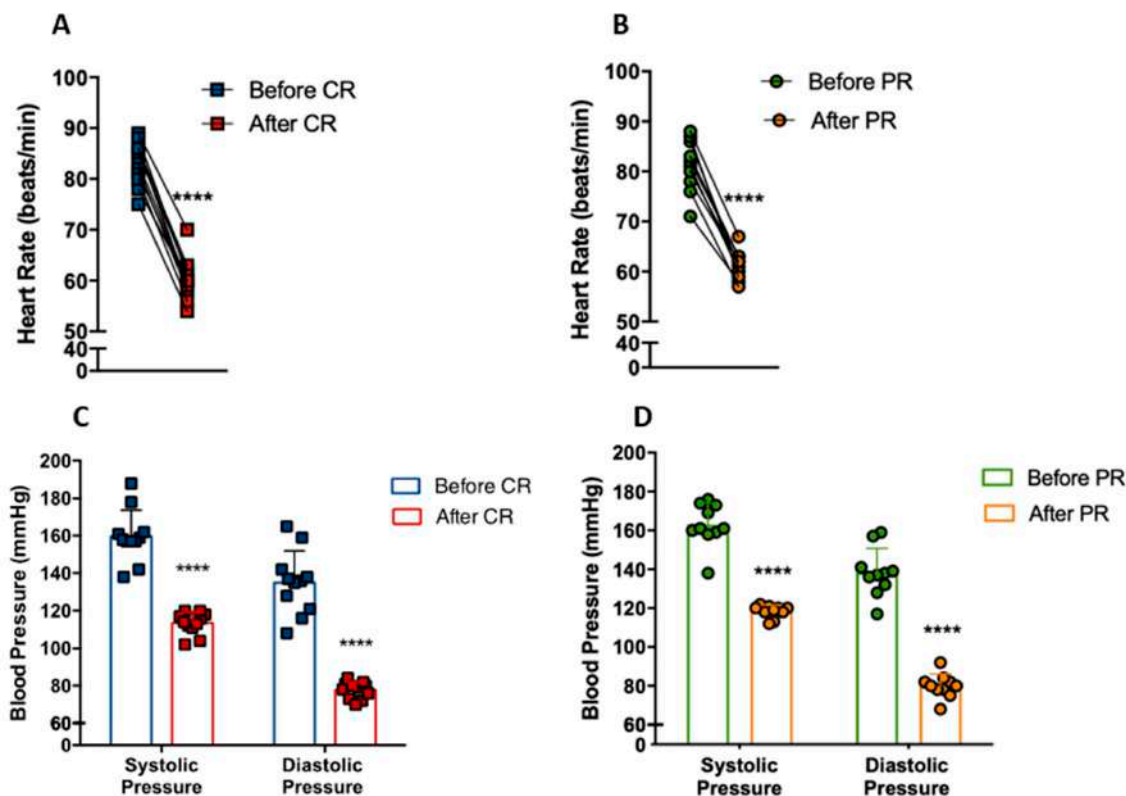 A
B
Before CR
After CR
Before PR
After PR
Heart Rate (beats/min)
100
90
80
70
60
50
40
0
****
Heart Rate (beats/min)
100
90
80
70
60
50
40
0
****
C
D
Blood Pressure (mmHg)
200
180
160
140
120
100
80
60
0
****
****
Before CR
After CR
Systolic
Pressure
Diastolic
Pressure
Blood Pressure (mmHg)
200
180
160
140
120
100
80
60
0
****
****
Before PR
After PR
Systolic
Pressure
Diastolic
Pressure